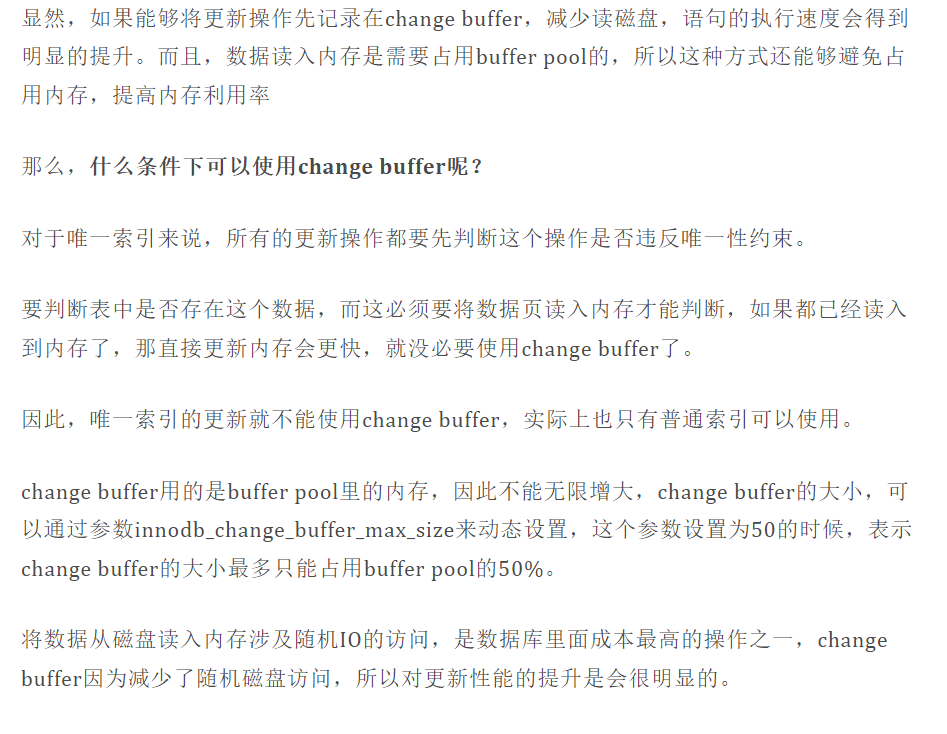 显然，如果能够将更新操作先记录在change buffer，减少读磁盘，语句的执行速度会得到
明显的提升。而且，数据读入内存是需要占用buffer pool的，所以这种方式还能够避免占
用内存，提高内存利用率
那么，什么条件下可以使用change buffer呢？
对于唯一索引来说，所有的更新操作都要先判断这个操作是否违反唯一性约束。
要判断表中是否存在这个数据，而这必须要将数据页读入内存才能判断，如果都已经读入
到内存了，那直接更新内存会更快，就没必要使用change buffer了。
因此，唯一索引的更新就不能使用change buffer，实际上也只有普通索引可以使用。
change buffer用的是buffer pool里的内存，因此不能无限增大，change buffer的大小，可
以通过参数innodb_change_buffer_max_size来动态设置，这个参数设置为50的时候，表示
change buffer的大小最多只能占用buffer pool的50%。
将数据从磁盘读入内存涉及随机IO的访问，是数据库里面成本最高的操作之一，change
buffer因为减少了随机磁盘访问，所以对更新性能的提升是会很明显的。